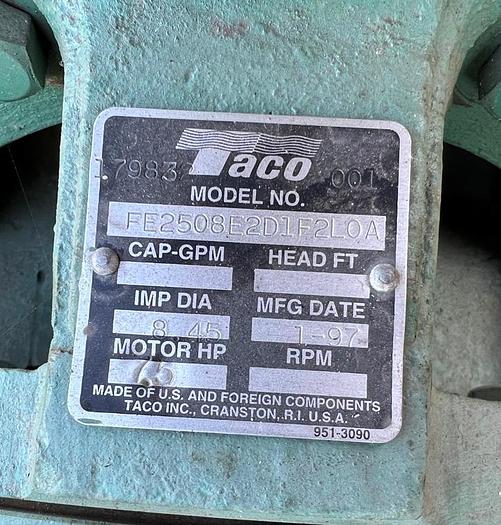 Taco
001
MODEL NO.
FE2508E2D1F2L0A
CAP-GPM HEAD FT
IMP DIA MFG DATE
8.45 1-97
MOTOR HP RPM
MADE OF U.S. AND FOREIGN COMPONENTS
TACO INC., CRANSTON, R.I. U.S.A.
951-3090